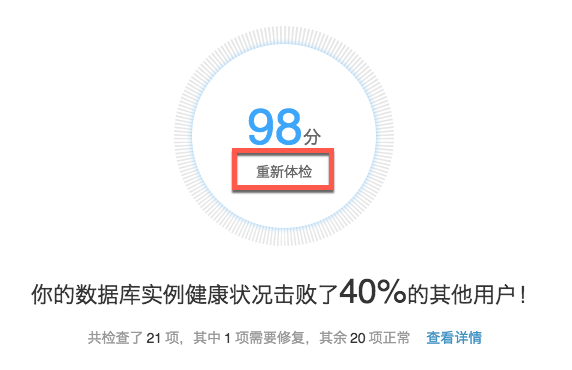 98分
重新体检
你的数据库实例健康状况击败了40%的其他用户！
共检查了 21 项，其中 1 项需要修复，其余 20 项正常 查看详情